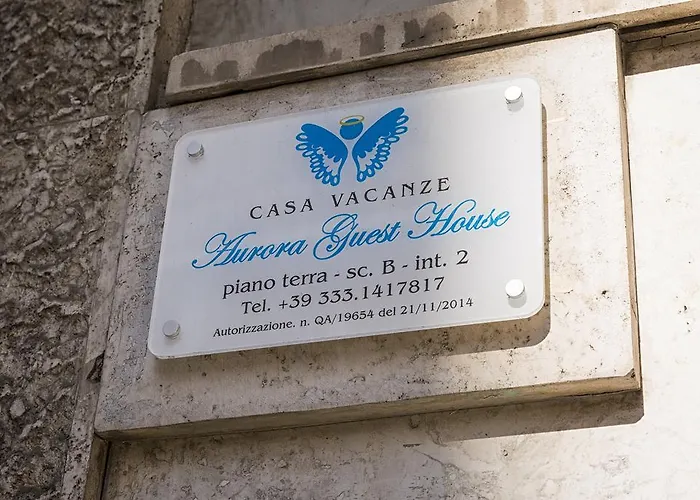 CASA VACANZE
Aurora Guest House
piano terra - sc. B - int. 2
Tel. +39 333.1417817
Autorizzazione. n. QA/19654 del 21/11/2014